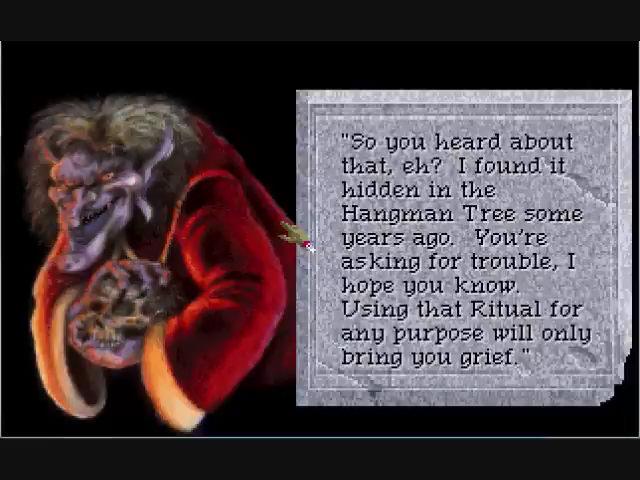 "So you heard about
that, eh?  I found it
hidden in the
Hangman Tree some
years ago.  You're
asking for trouble, I
hope you know.
Using that Ritual for
any purpose will only
bring you grief."